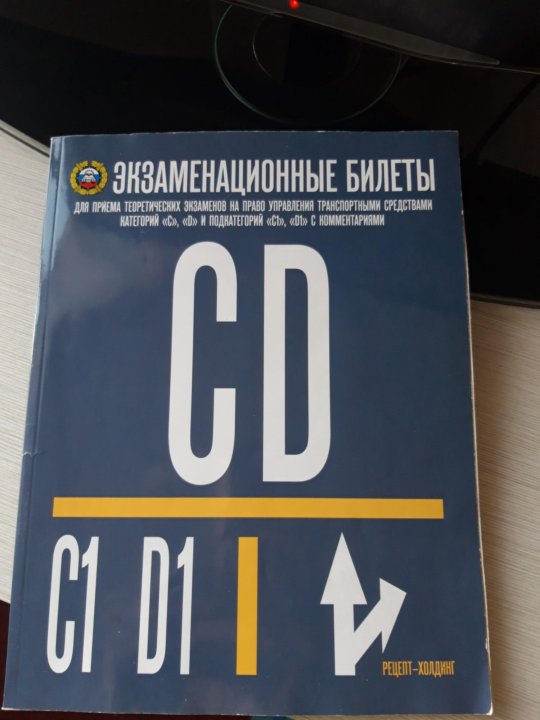 ЭКЗАМЕНАЦИОННЫЕ БИЛЕТЫ
ДЛЯ ПРИЕМА ТЕОРЕТИЧЕСКИХ ЭКЗАМЕНОВ НА ПРАВО УПРАВЛЕНИЯ ТРАНСПОРТНЫМИ СРЕДСТВАМИ
КАТЕГОРИЙ «C», «D» И ПОДКАТЕГОРИЙ «C1», «D1» С КОММЕНТАРИЯМИ
CD
C1 D1
РЕЦЕПТ-ХОЛДИНГ